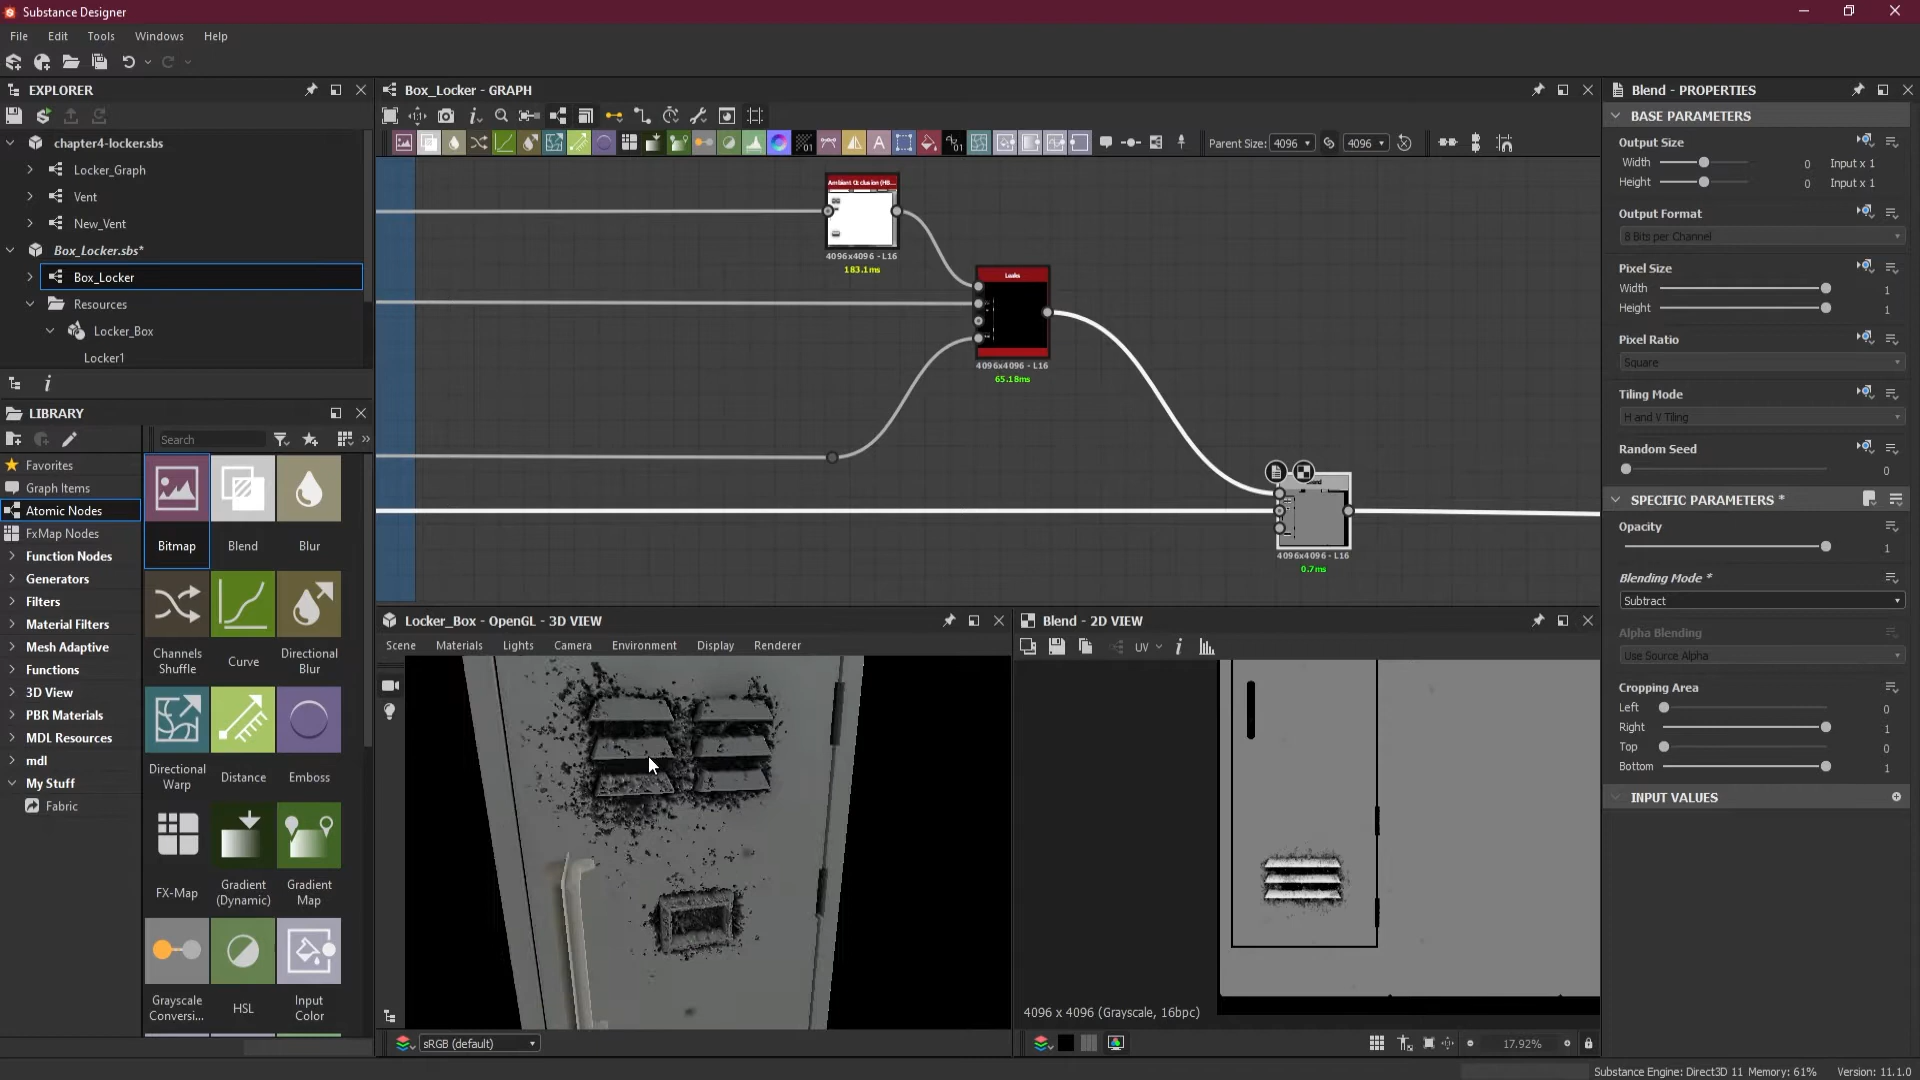 Substance Designer
File Edit Tools Windows Help
EXPLORER
chapter4-locker.sbs
Locker_Graph
Vent
New_Vent
Box_Locker.sbs*
Box_Locker
Resources
Locker_Box
Locker1
LIBRARY
Search
Favorites
Graph Items
Atomic Nodes
FxMap Nodes
Function Nodes
Generators
Filters
Material Filters
Mesh Adaptive
Functions
3D View
PBR Materials
MDL Resources
mdl
My Stuff
Fabric
Bitmap Blend Blur
Channels Shuffle Curve Directional Blur
Directional Warp Distance Emboss
FX-Map Gradient (Dynamic) Gradient Map
Grayscale Conversi... HSL Input Color
Box_Locker - GRAPH
Parent Size: 4096 4096
Ambient Occlusion (HB...
4096x4096 - L16
183.1ms
Leaks
4096x4096 - L16
65.18ms
4096x4096 - L16
0.7ms
Locker_Box - OpenGL - 3D VIEW
Scene Materials Lights Camera Environment Display Renderer
sRGB (default)
Blend - 2D VIEW
UV
4096 x 4096 (Grayscale, 16bpc)
17.92%
Blend - PROPERTIES
BASE PARAMETERS
Output Size
Width 0 Input x 1
Height 0 Input x 1
Output Format
8 Bits per Channel
Pixel Size
Width 1
Height 1
Pixel Ratio
Square
Tiling Mode
H and V Tiling
Random Seed
0
SPECIFIC PARAMETERS *
Opacity
1
Blending Mode *
Subtract
Alpha Blending
Use Source Alpha
Cropping Area
Left 0
Right 1
Top 0
Bottom 1
INPUT VALUES
Substance Engine: Direct3D 11 Memory: 61% Version: 11.1.0